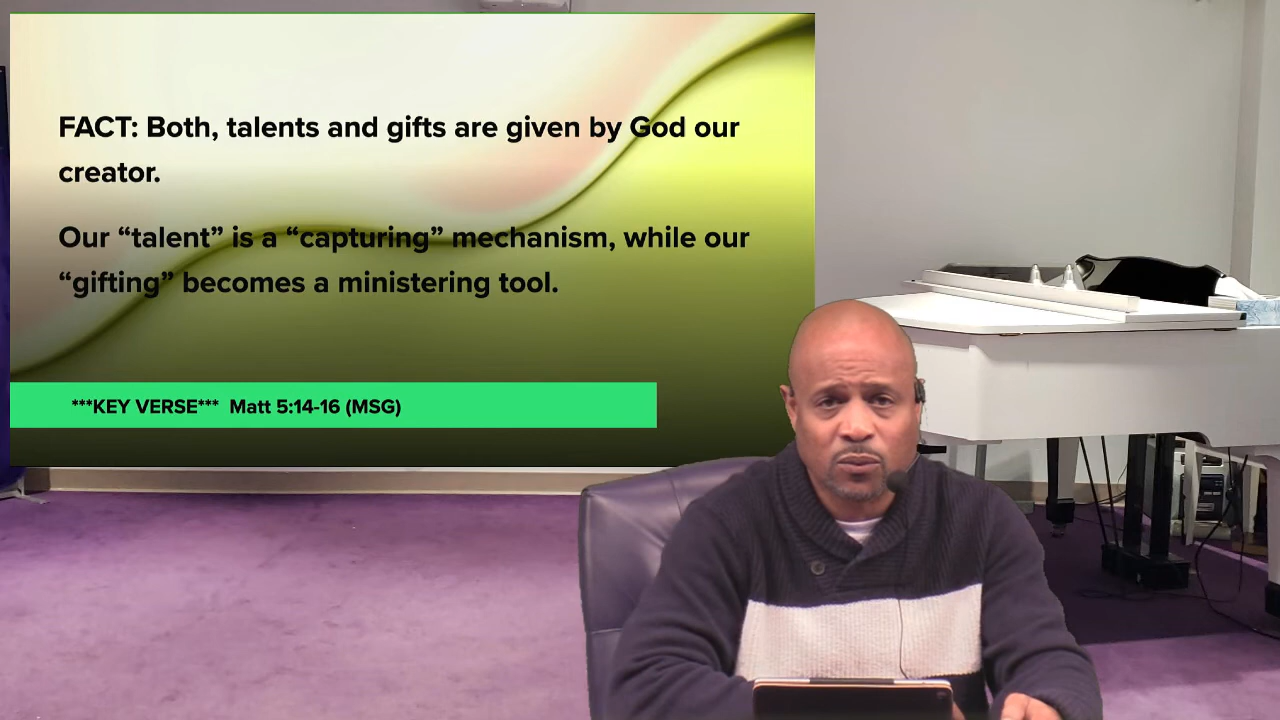 FACT: Both, talents and gifts are given by God our
creator.
Our “talent” is a “capturing” mechanism, while our
“gifting” becomes a ministering tool.
***KEY VERSE*** Matt 5:14-16 (MSG)